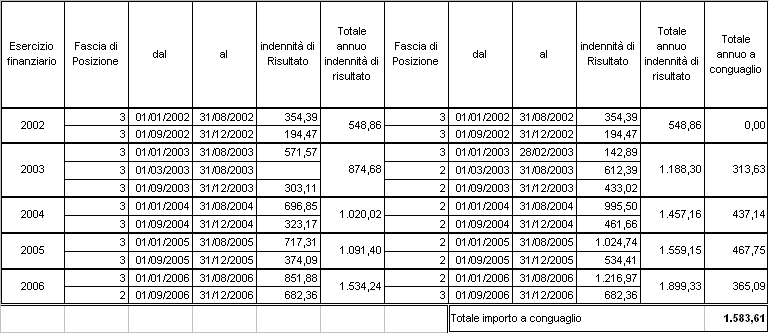 Esercizio finanziario | Fascia di Posizione | dal | al | indennità di Risultato | Totale annuo indennità di risultato | Fascia di Posizione | dal | al | indennità di Risultato | Totale annuo indennità di risultato | Totale annuo a conguaglio
2002 | 3 | 01/01/2002 | 31/08/2002 | 354,39 | 548,86 | 3 | 01/01/2002 | 31/08/2002 | 354,39 | 548,86 | 0,00
3 | 01/09/2002 | 31/12/2002 | 194,47 | 3 | 01/09/2002 | 31/12/2002 | 194,47
2003 | 3 | 01/01/2003 | 31/08/2003 | 571,57 | 874,68 | 3 | 01/01/2003 | 28/02/2003 | 142,89 | 1.188,30 | 313,63
3 | 01/03/2003 | 31/08/2003 | | 2 | 01/03/2003 | 31/08/2003 | 612,39
3 | 01/09/2003 | 31/12/2003 | 303,11 | 2 | 01/09/2003 | 31/12/2003 | 433,02
2004 | 3 | 01/01/2004 | 31/08/2004 | 696,85 | 1.020,02 | 2 | 01/01/2004 | 31/08/2004 | 995,50 | 1.457,16 | 437,14
3 | 01/09/2004 | 31/12/2004 | 323,17 | 2 | 01/09/2004 | 31/12/2004 | 461,66
2005 | 3 | 01/01/2005 | 31/08/2005 | 717,31 | 1.091,40 | 2 | 01/01/2005 | 31/08/2005 | 1.024,74 | 1.559,15 | 467,75
3 | 01/09/2005 | 31/12/2005 | 374,09 | 2 | 01/09/2005 | 31/12/2005 | 534,41
2006 | 3 | 01/01/2006 | 31/08/2006 | 851,88 | 1.534,24 | 2 | 01/01/2006 | 31/08/2006 | 1.216,97 | 1.899,33 | 365,09
2 | 01/09/2006 | 31/12/2006 | 682,36 | 3 | 01/09/2006 | 31/12/2006 | 682,36
Totale importo a conguaglio | 1.583,61